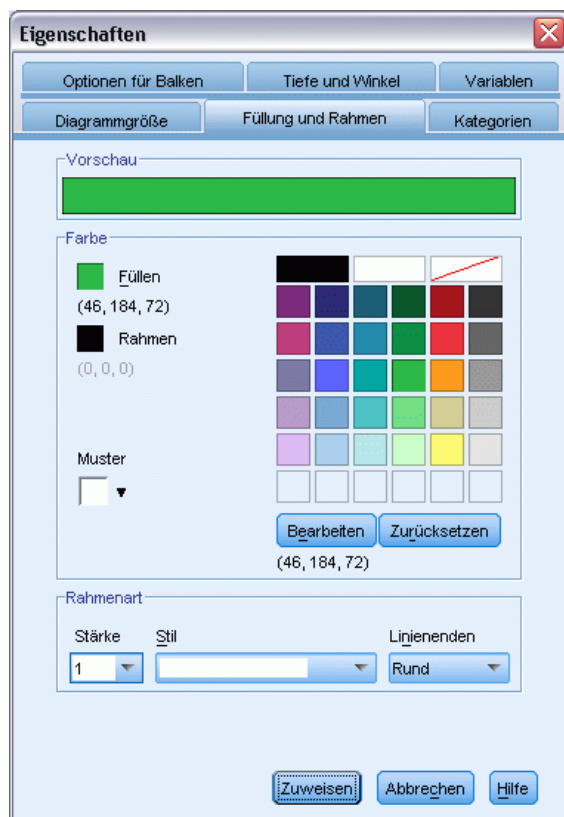 Eigenschaften
Optionen für Balken Tiefe und Winkel Variablen
Diagrammgröße Füllung und Rahmen Kategorien
Vorschau
Farbe
Füllen
(46, 184, 72)
Rahmen
(0, 0, 0)
Muster
Bearbeiten Zurücksetzen
(46, 184, 72)
Rahmenart
Stärke Stil Linienenden
1 Rund
Zuweisen Abbrechen Hilfe